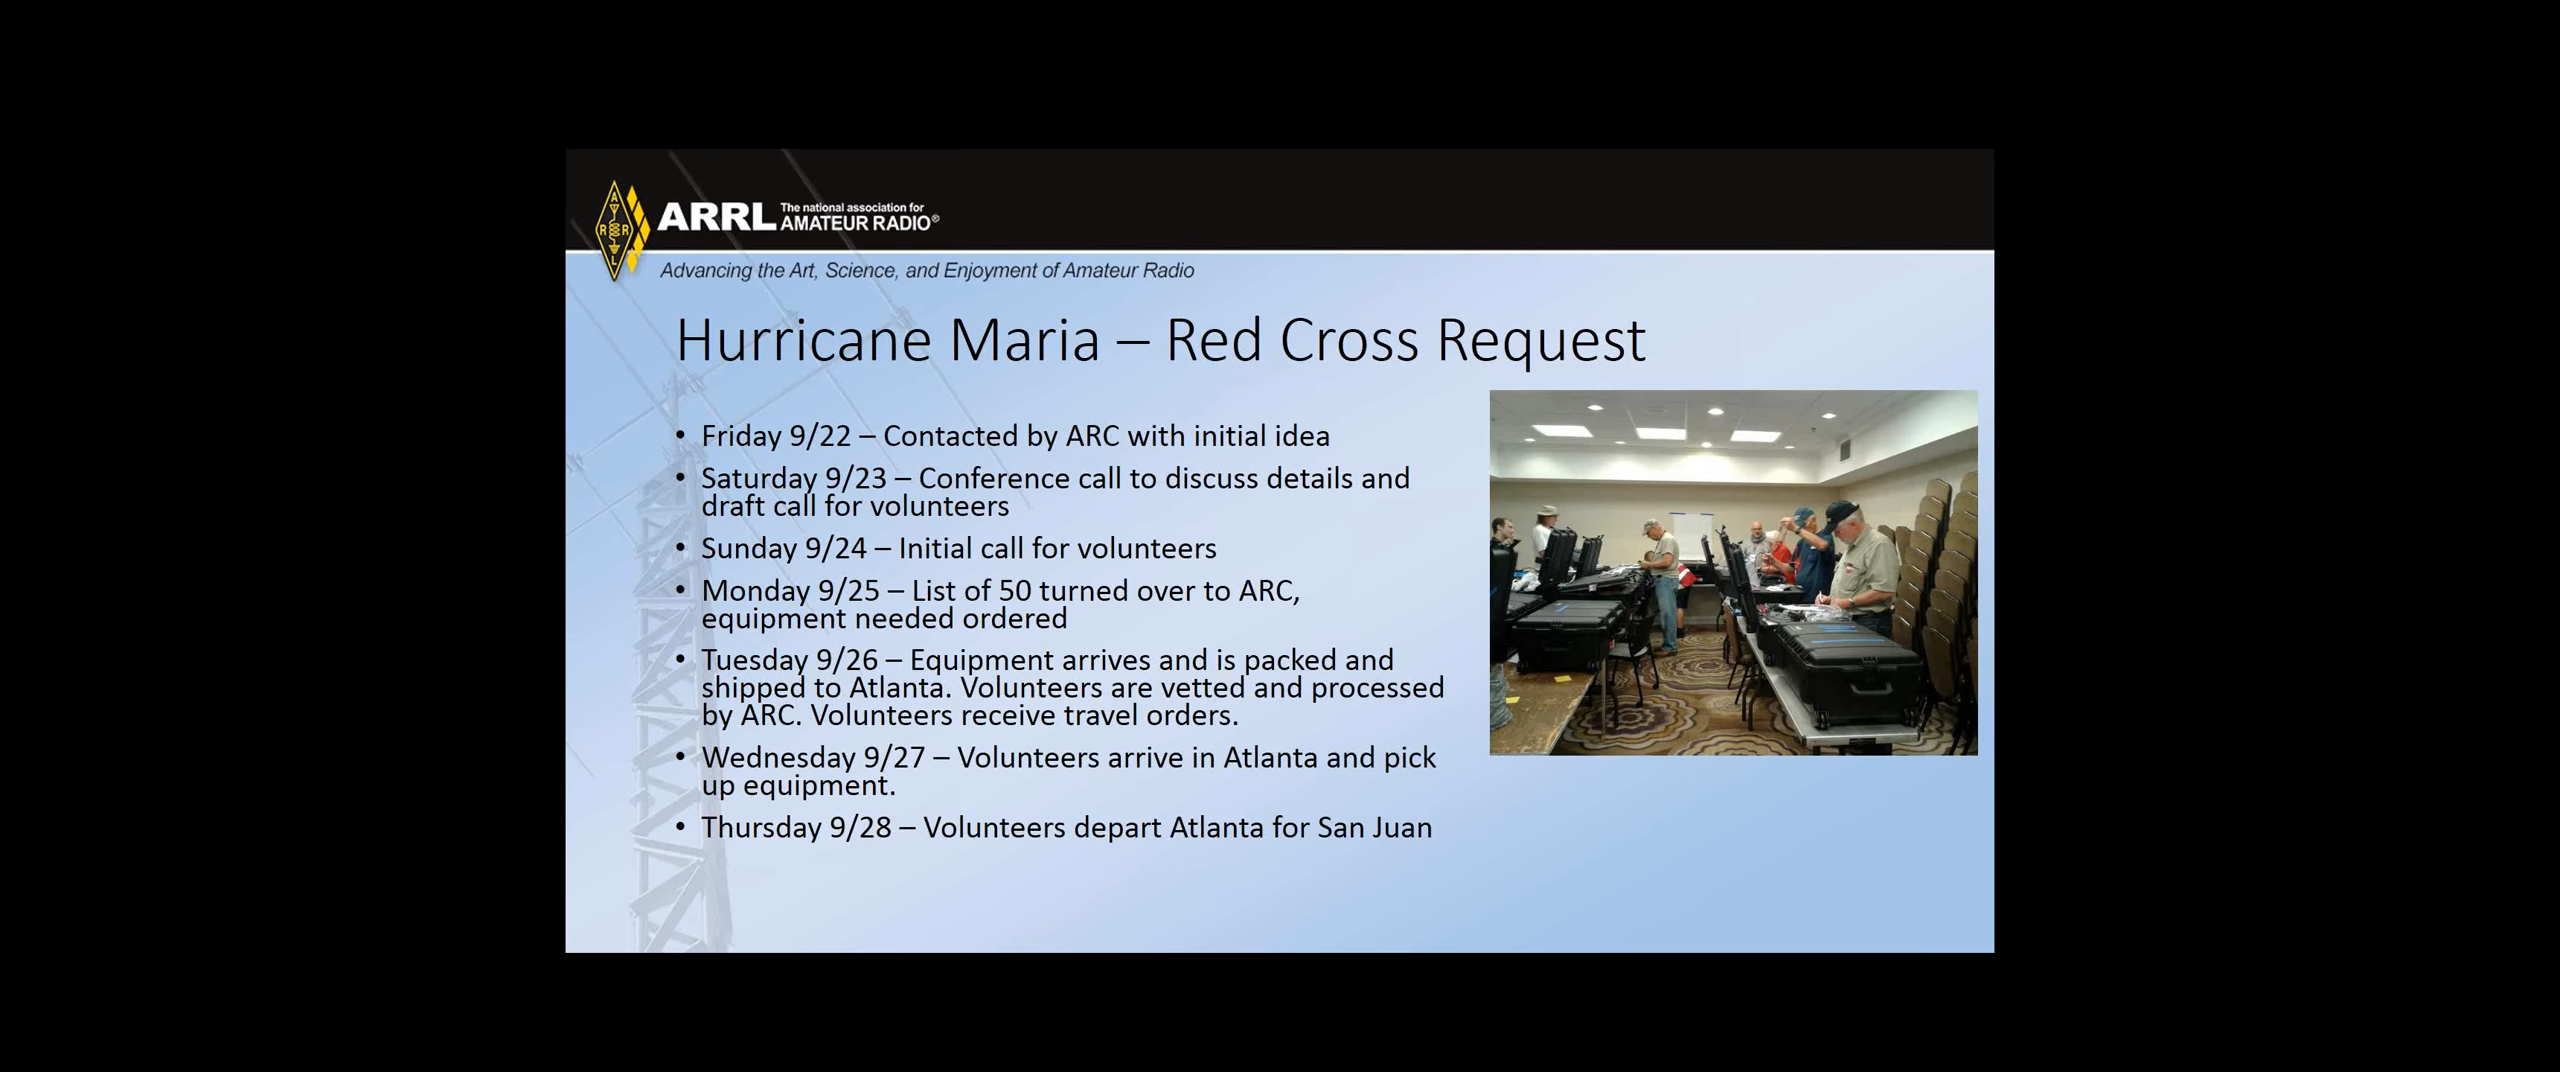 ARRL The national association for
AMATEUR RADIO®
Advancing the Art, Science, and Enjoyment of Amateur Radio
Hurricane Maria – Red Cross Request
• Friday 9/22 – Contacted by ARC with initial idea
• Saturday 9/23 – Conference call to discuss details and
draft call for volunteers
• Sunday 9/24 – Initial call for volunteers
• Monday 9/25 – List of 50 turned over to ARC,
equipment needed ordered
• Tuesday 9/26 – Equipment arrives and is packed and
shipped to Atlanta. Volunteers are vetted and processed
by ARC. Volunteers receive travel orders.
• Wednesday 9/27 – Volunteers arrive in Atlanta and pick
up equipment.
• Thursday 9/28 – Volunteers depart Atlanta for San Juan